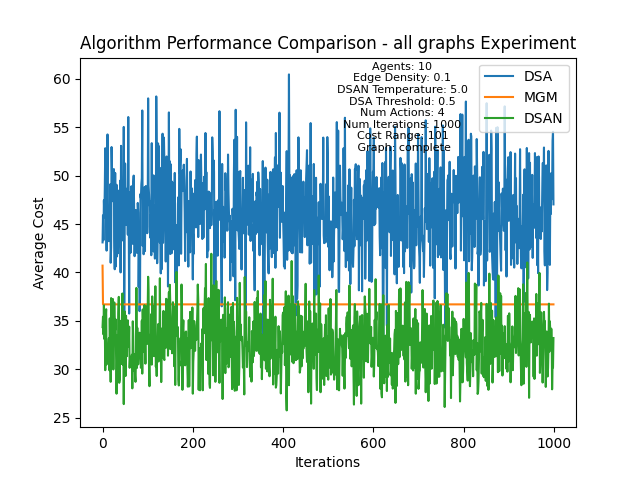 Algorithm Performance Comparison - all graphs Experiment
Agents: 10
Edge Density: 0.1
DSAN Temperature: 5.0
DSA Threshold: 0.5
Num Actions: 4
Num Iterations: 1000
Cost Range: 101
Graph: complete
DSA
MGM
DSAN
Average Cost
60
55
50
45
40
35
30
25
0
200
400
600
800
1000
Iterations